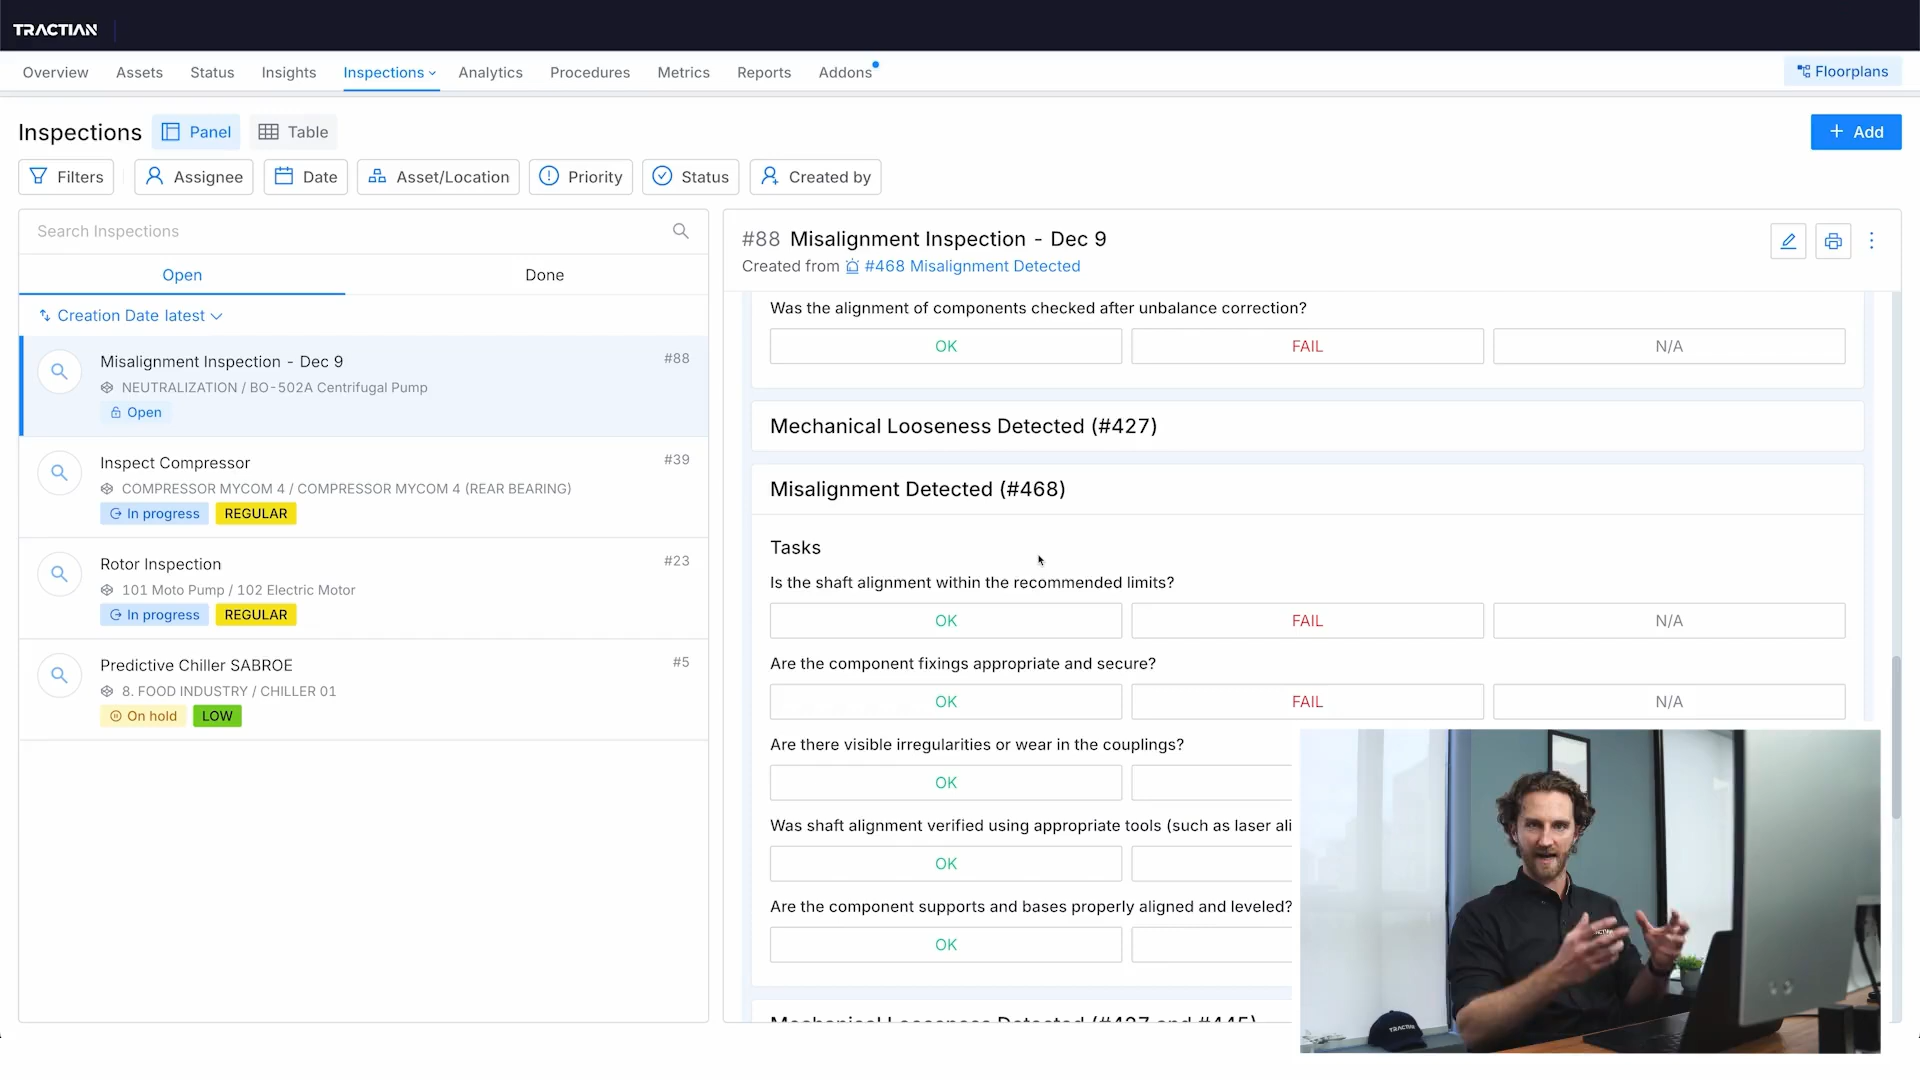 TRACTIAN
Overview Assets Status Insights Inspections Analytics Procedures Metrics Reports Addons Floorplans
Inspections Panel Table + Add
Filters Assignee Date Asset/Location Priority Status Created by
Search Inspections
Open Done
Creation Date latest
Misalignment Inspection - Dec 9 #88
NEUTRALIZATION / BO-502A Centrifugal Pump
Open
Inspect Compressor #39
COMPRESSOR MYCOM 4 / COMPRESSOR MYCOM 4 (REAR BEARING)
In progress REGULAR
Rotor Inspection #23
101 Moto Pump / 102 Electric Motor
In progress REGULAR
Predictive Chiller SABROE #5
8. FOOD INDUSTRY / CHILLER 01
On hold LOW
#88 Misalignment Inspection - Dec 9
Created from #468 Misalignment Detected
Was the alignment of components checked after unbalance correction?
OK FAIL N/A
Mechanical Looseness Detected (#427)
Misalignment Detected (#468)
Tasks
Is the shaft alignment within the recommended limits?
OK FAIL N/A
Are the component fixings appropriate and secure?
OK FAIL N/A
Are there visible irregularities or wear in the couplings?
OK
Was shaft alignment verified using appropriate tools (such as laser ali
OK
Are the component supports and bases properly aligned and leveled?
OK
Mechanical Looseness Detected (#427 and #445)
TRACTIAN